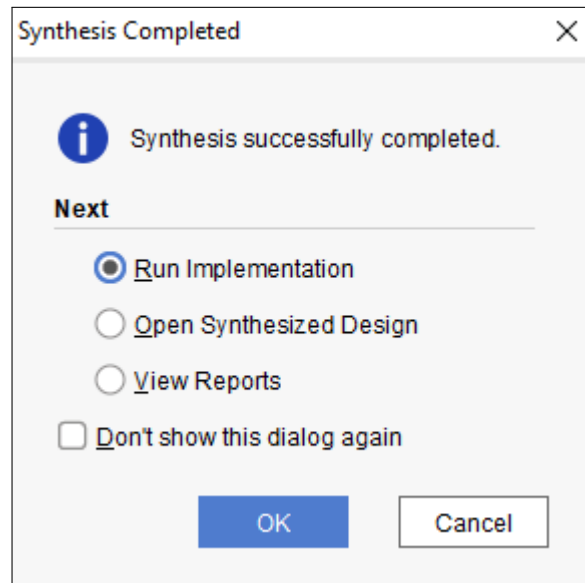 Synthesis Completed
Synthesis successfully completed.
Next
Run Implementation
Open Synthesized Design
View Reports
Don't show this dialog again
OK Cancel